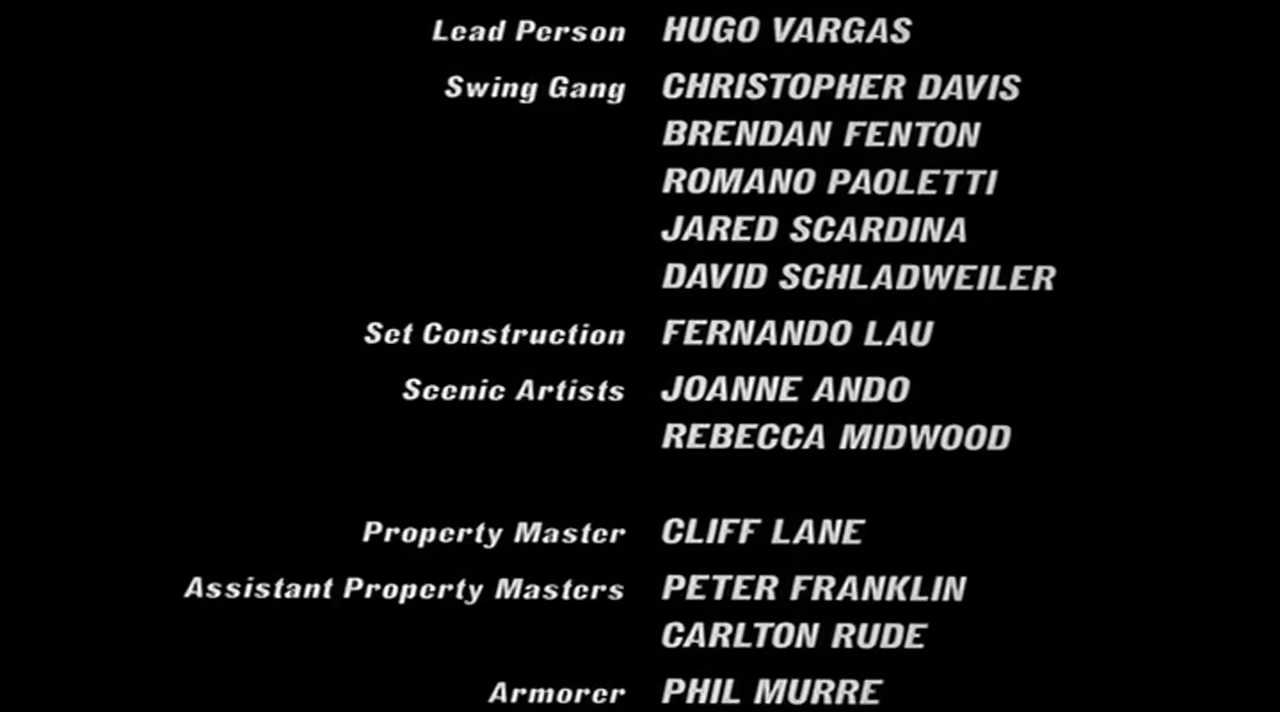 Lead Person HUGO VARGAS
Swing Gang CHRISTOPHER DAVIS
BRENDAN FENTON
ROMANO PAOLETTI
JARED SCARDINA
DAVID SCHLADWEILER
Set Construction FERNANDO LAU
Scenic Artists JOANNE ANDO
REBECCA MIDWOOD
Property Master CLIFF LANE
Assistant Property Masters PETER FRANKLIN
CARLTON RUDE
Armorer PHIL MURRE